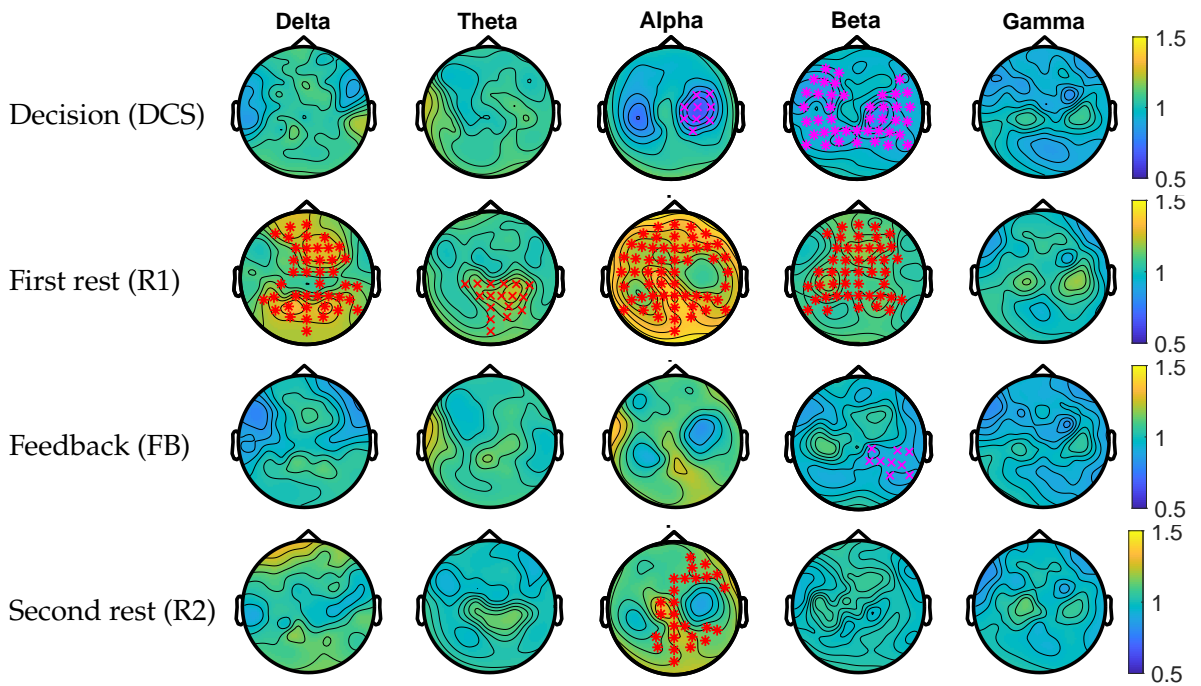 Delta Theta Alpha Beta Gamma
1.5
Decision (DCS) 1
0.5
1.5
First rest (R1) 1
0.5
1.5
Feedback (FB) 1
0.5
1.5
Second rest (R2) 1
0.5